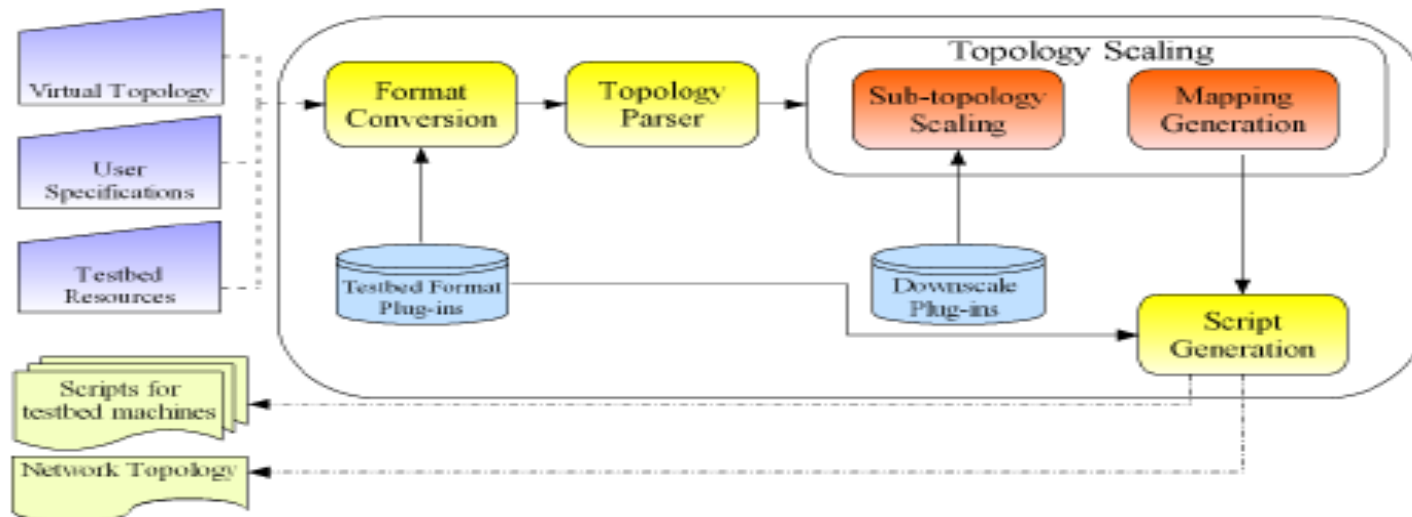 Virtual Topology
User
Specifications
Testbed
Resources
Format
Conversion
Topology
Parser
Topology Scaling
Sub-topology
Scaling
Mapping
Generation
Testbed Format
Plug-ins
Downscale
Plug-ins
Script
Generation
Scripts for
testbed machines
Network Topology